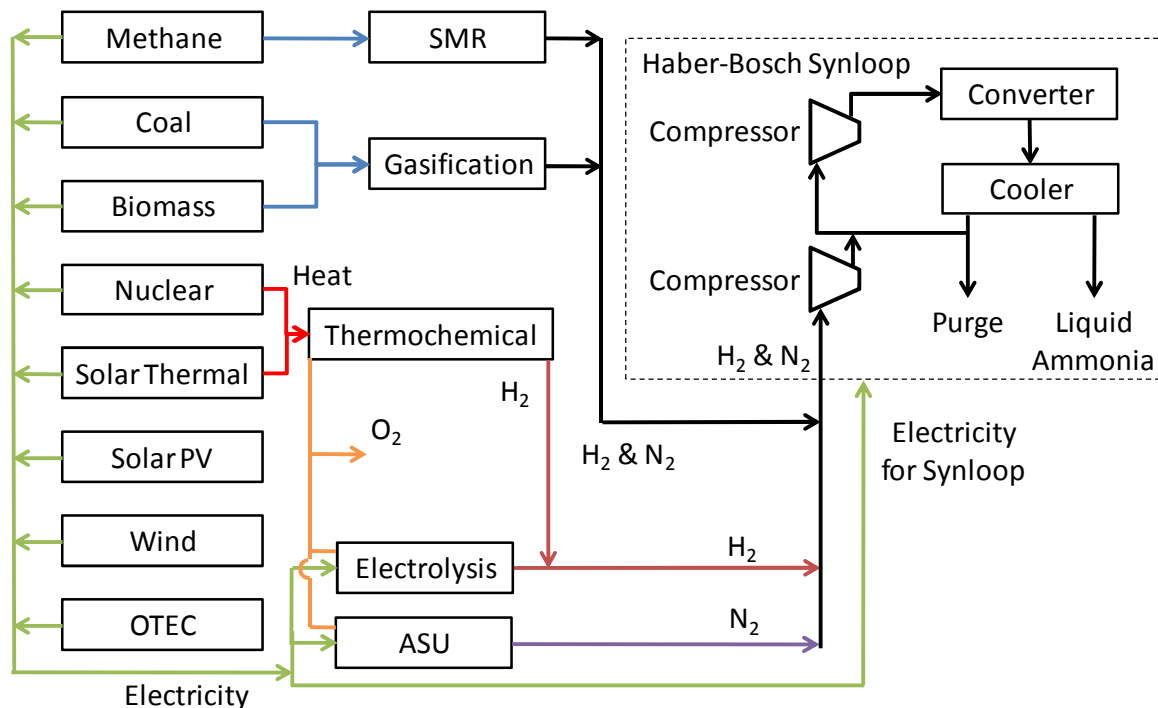 Methane
SMR
Haber-Bosch Synloop
Converter
Coal
Compressor
Gasification
Cooler
Biomass
Nuclear
Heat
Compressor
Thermochemical
Purge
Liquid
Ammonia
Solar Thermal
H₂ & N₂
H₂
O₂
Electricity
for Synloop
Solar PV
H₂ & N₂
Wind
Electrolysis
H₂
OTEC
ASU
N₂
Electricity